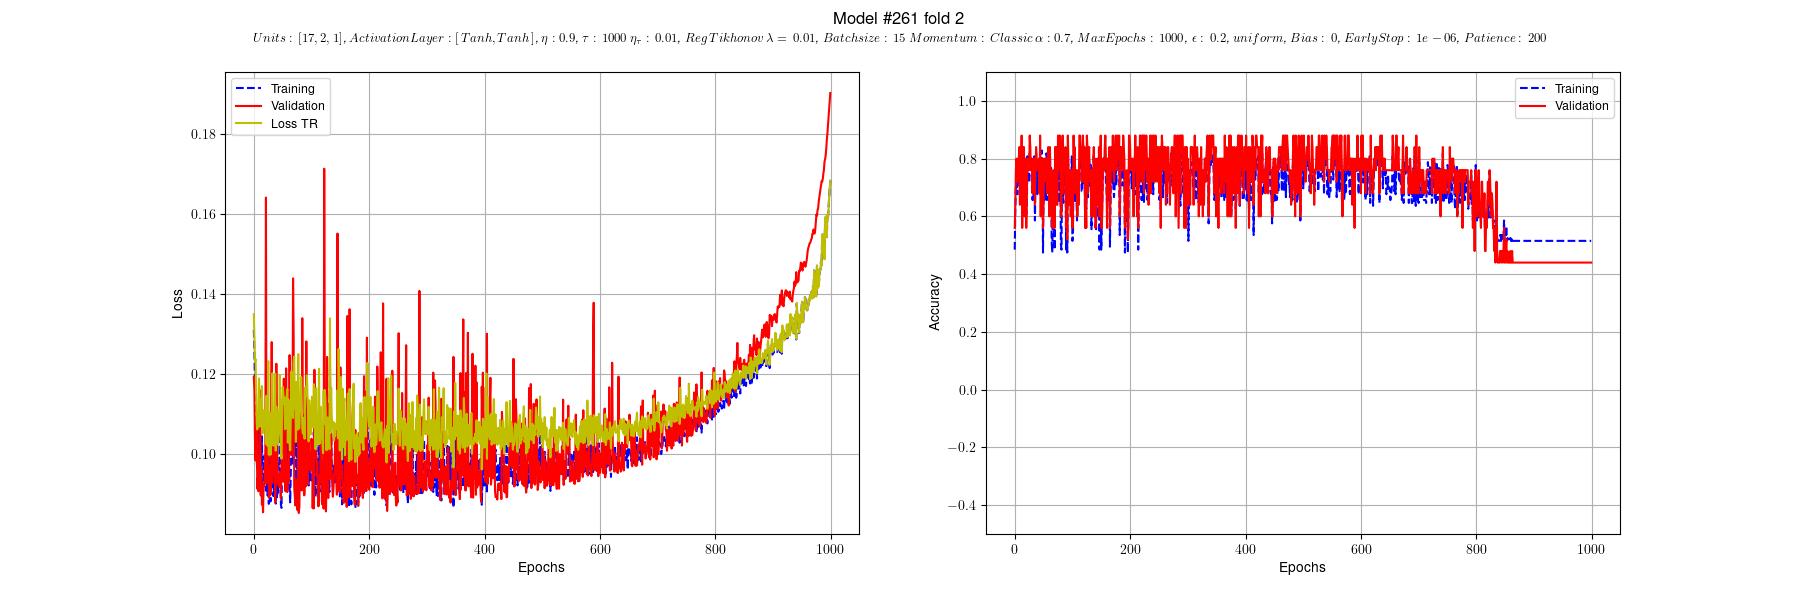 Model #261 fold 2
Units : [17, 2, 1], ActivationLayer : [Tanh, Tanh], η : 0.9, τ : 1000 η_τ : 0.01, RegTikhonov λ = 0.01, Batchsize : 15 Momentum : Classic α : 0.7, MaxEpochs : 1000, ϵ : 0.2, uniform, Bias : 0, EarlyStop : 1e − 06, Patience : 200
Training
Validation
Loss TR
0.18
0.16
0.14
0.12
0.10
Loss
0 200 400 600 800 1000
Epochs
Training
Validation
1.0
0.8
0.6
0.4
0.2
0.0
−0.2
−0.4
Accuracy
0 200 400 600 800 1000
Epochs